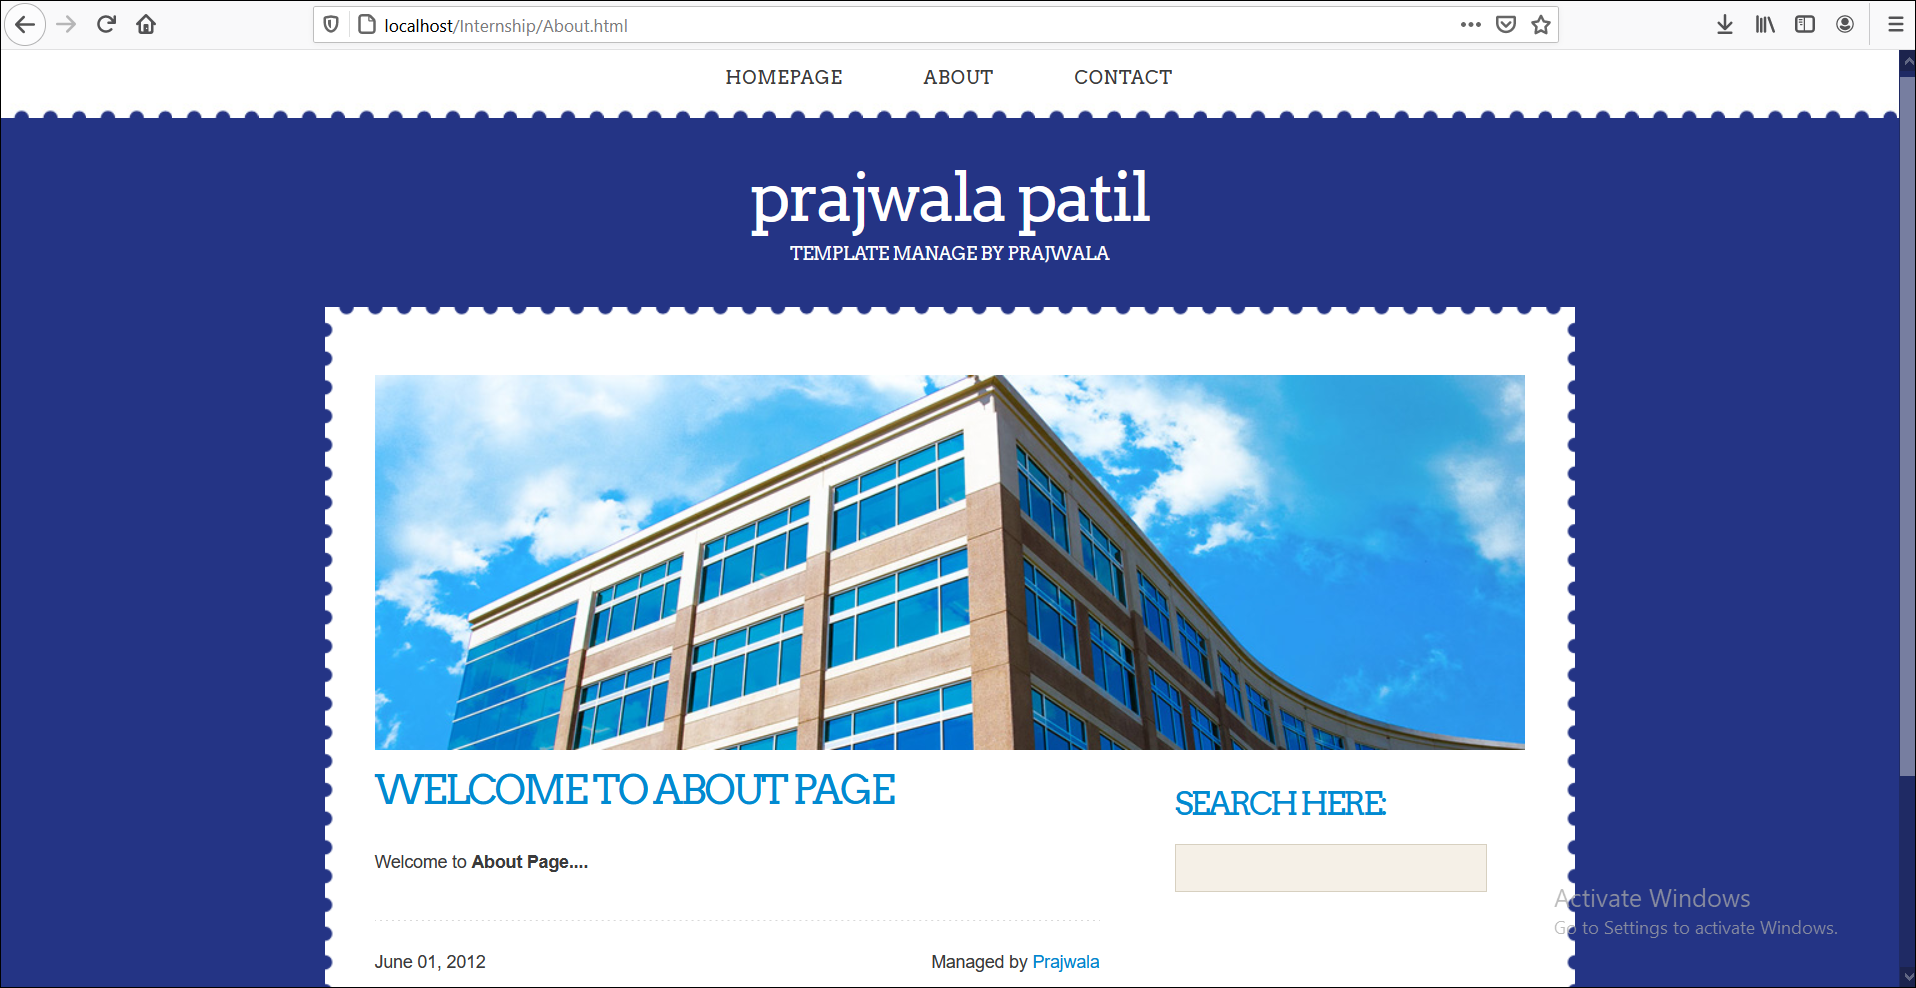 localhost/Internship/About.html
HOMEPAGE ABOUT CONTACT
prajwala patil
TEMPLATE MANAGE BY PRAJWALA
WELCOME TO ABOUT PAGE
SEARCH HERE:
Welcome to About Page....
Activate Windows
Go to Settings to activate Windows.
June 01, 2012 Managed by Prajwala